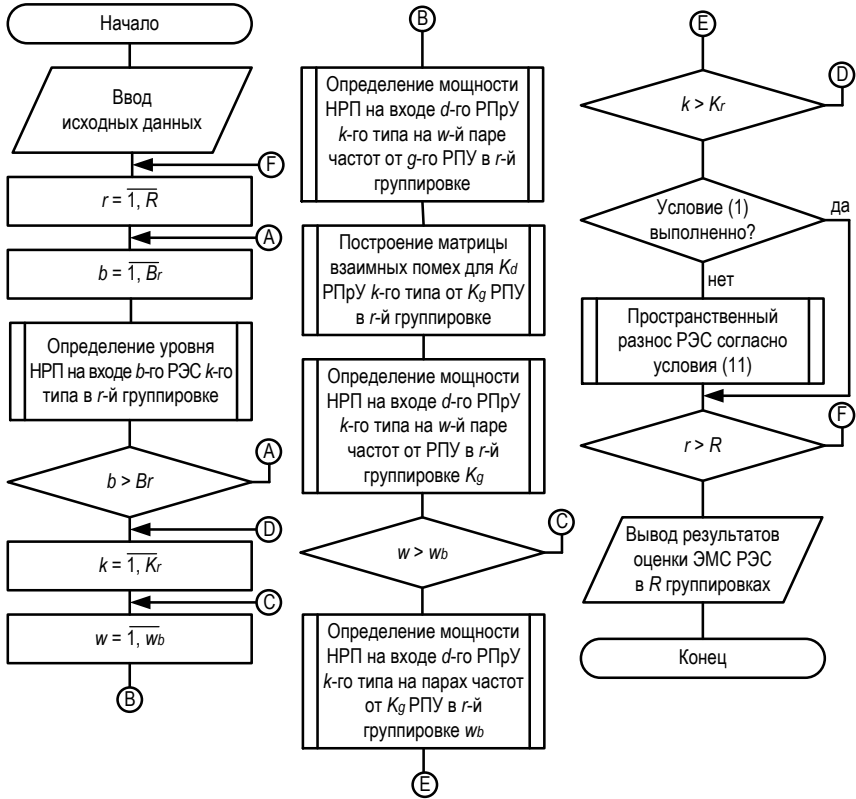 Начало
Ввод
исходных данных
F
r = 1, R
A
b = 1, Br
Определение уровня
НРП на входе b-го РЭС k-го
типа в r-й группировке
A
b > Br
D
k = 1, Kr
C
w = 1, wb
B
B
Определение мощности
НРП на входе d-го РПрУ
k-го типа на w-й паре
частот от g-го РПУ в r-й
группировке
Построение матрицы
взаимных помех для Kd
РПрУ k-го типа от Kg РПУ
в r-й группировке
Определение мощности
НРП на входе d-го РПрУ
k-го типа на w-й паре
частот от РПУ в r-й
группировке Kg
C
w > wb
Определение мощности
НРП на входе d-го РПрУ
k-го типа на парах частот
от Kg РПУ в r-й
группировке wb
E
E
D
k > Kr
Условие (1)
выполненно?
да
нет
Пространственный
разнос РЭС согласно
условия (11)
F
r > R
Вывод результатов
оценки ЭМС РЭС
в R группировках
Конец